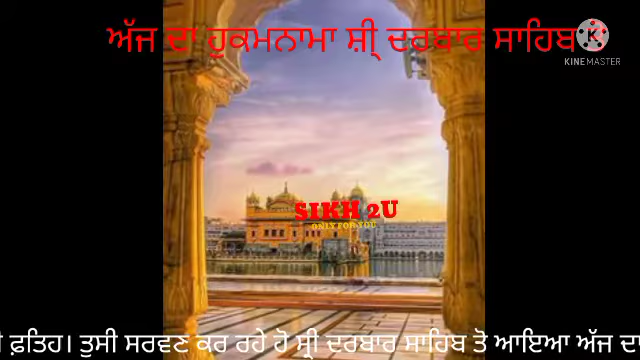 ਅੱਜ ਦਾ ਹੁਕਮਨਾਮਾ ਸ਼੍ਰੀ ਦਰਬਾਰ ਸਾਹਿਬ
K
KINEMASTER
SIKH 2U
ONLY FOR YOU
ਫ਼ਤਿਹ। ਤੁਸੀ ਸਰਵਣ ਕਰ ਰਹੇ ਹੋ ਸ੍ਰੀ ਦਰਬਾਰ ਸਾਹਿਬ ਤੋ ਆਇਆ ਅੱਜ ਦਾ